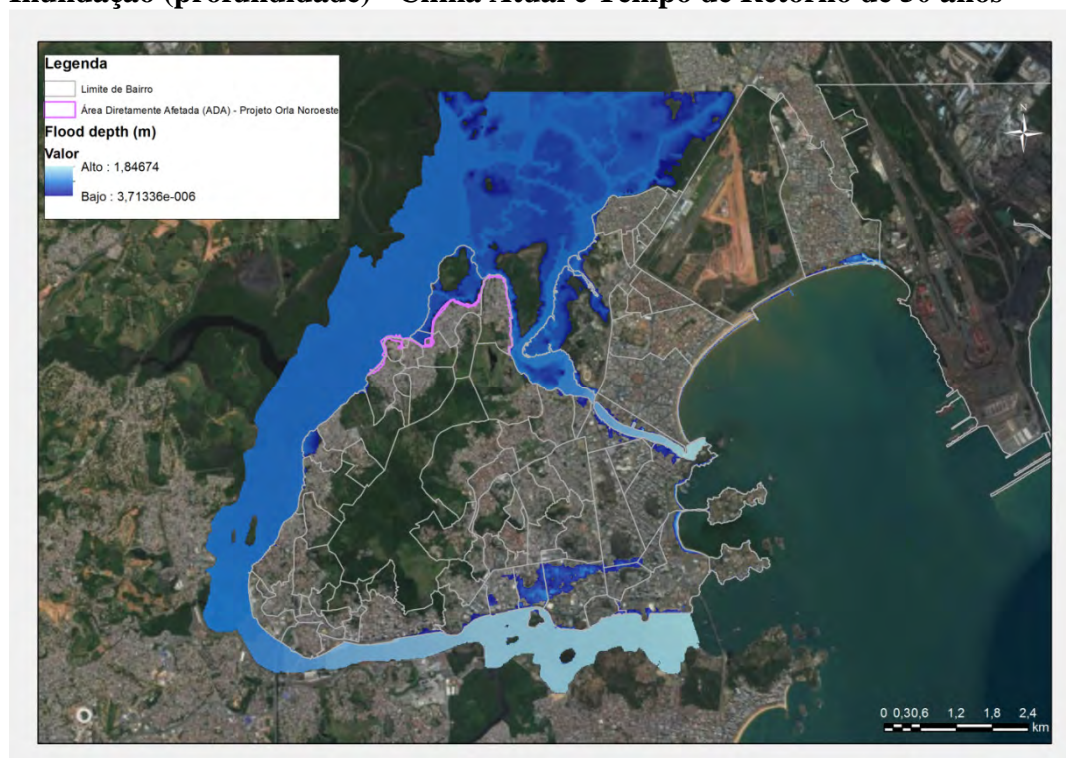 Inundação (profundidade) – Clima Atual e Tempo de Retorno de anos
Legenda
Limite de Bairro
Área Diretamente Afetada (ADA) - Projeto Orla Noroeste
Flood depth (m)
Valor
Alto : 1,84674
Bajo : 3,71336e-006
N
0 0,30,6 1,2 1,8 2,4
km